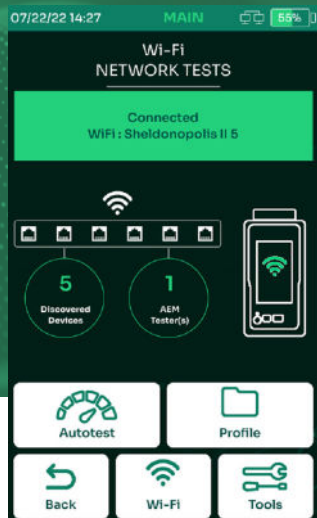 07/22/22 14:27 MAIN 55%
Wi-Fi
NETWORK TESTS
Connected
WiFi : Sheldonopolis II 5
5
Discovered
Devices
1
AEM
Tester(s)
Autotest
Profile
Back
Wi-Fi
Tools